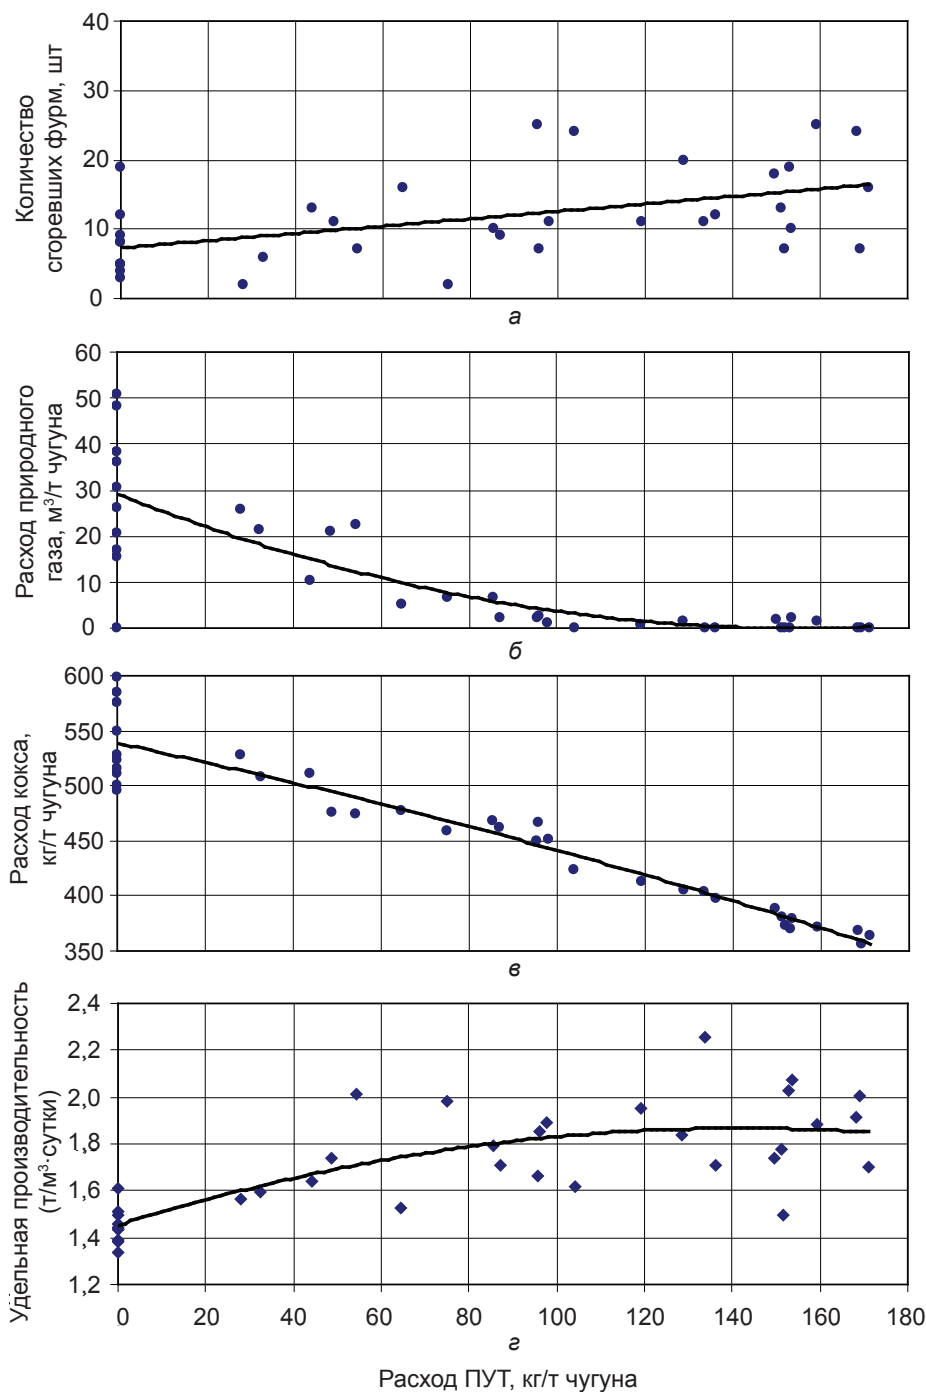 Количество
сгоревших фурм, шт
40
30
20
10
0
а
Расход природного
газа, м³/т чугуна
60
50
40
30
20
10
0
б
Расход кокса,
кг/т чугуна
600
550
500
450
400
350
в
Удельная производительность
(т/м³·сутки)
2,4
2,2
2,0
1,8
1,6
1,4
1,2
0 20 40 60 80 100 120 140 160 180
г
Расход ПУТ, кг/т чугуна